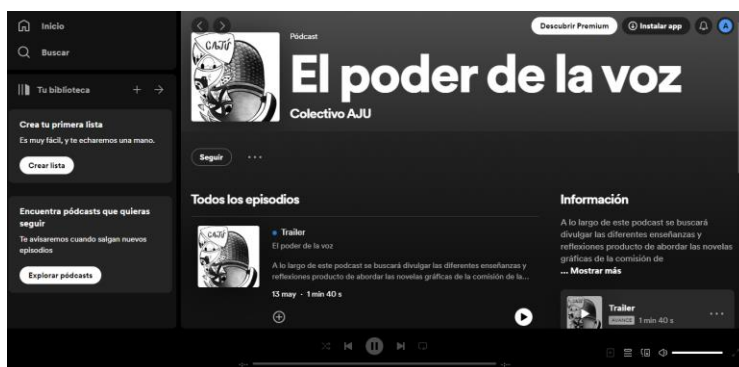 Inicio
Buscar
Tu biblioteca
Crea tu primera lista
Es muy fácil, y te echaremos una mano.
Crear lista
Encuentra pódcasts que quieras
seguir
Te avisaremos cuando salgan nuevos
episodios
Explorar pódcasts
CAJÚ
Pódcast
El poder de la voz
Colectivo AJU
Descubrir Premium
Instalar app
A
Seguir
Todos los episodios
CAJÚ
Trailer
El poder de la voz
A lo largo de este podcast se buscará divulgar las diferentes enseñanzas y
reflexiones producto de abordar las novelas gráficas de la comisión de la...
13 may · 1 min 40 s
Información
A lo largo de este podcast se buscará
divulgar las diferentes enseñanzas y
reflexiones producto de abordar las novelas
gráficas de la comisión de
... Mostrar más
Trailer
AVANCE 1 min 40 s